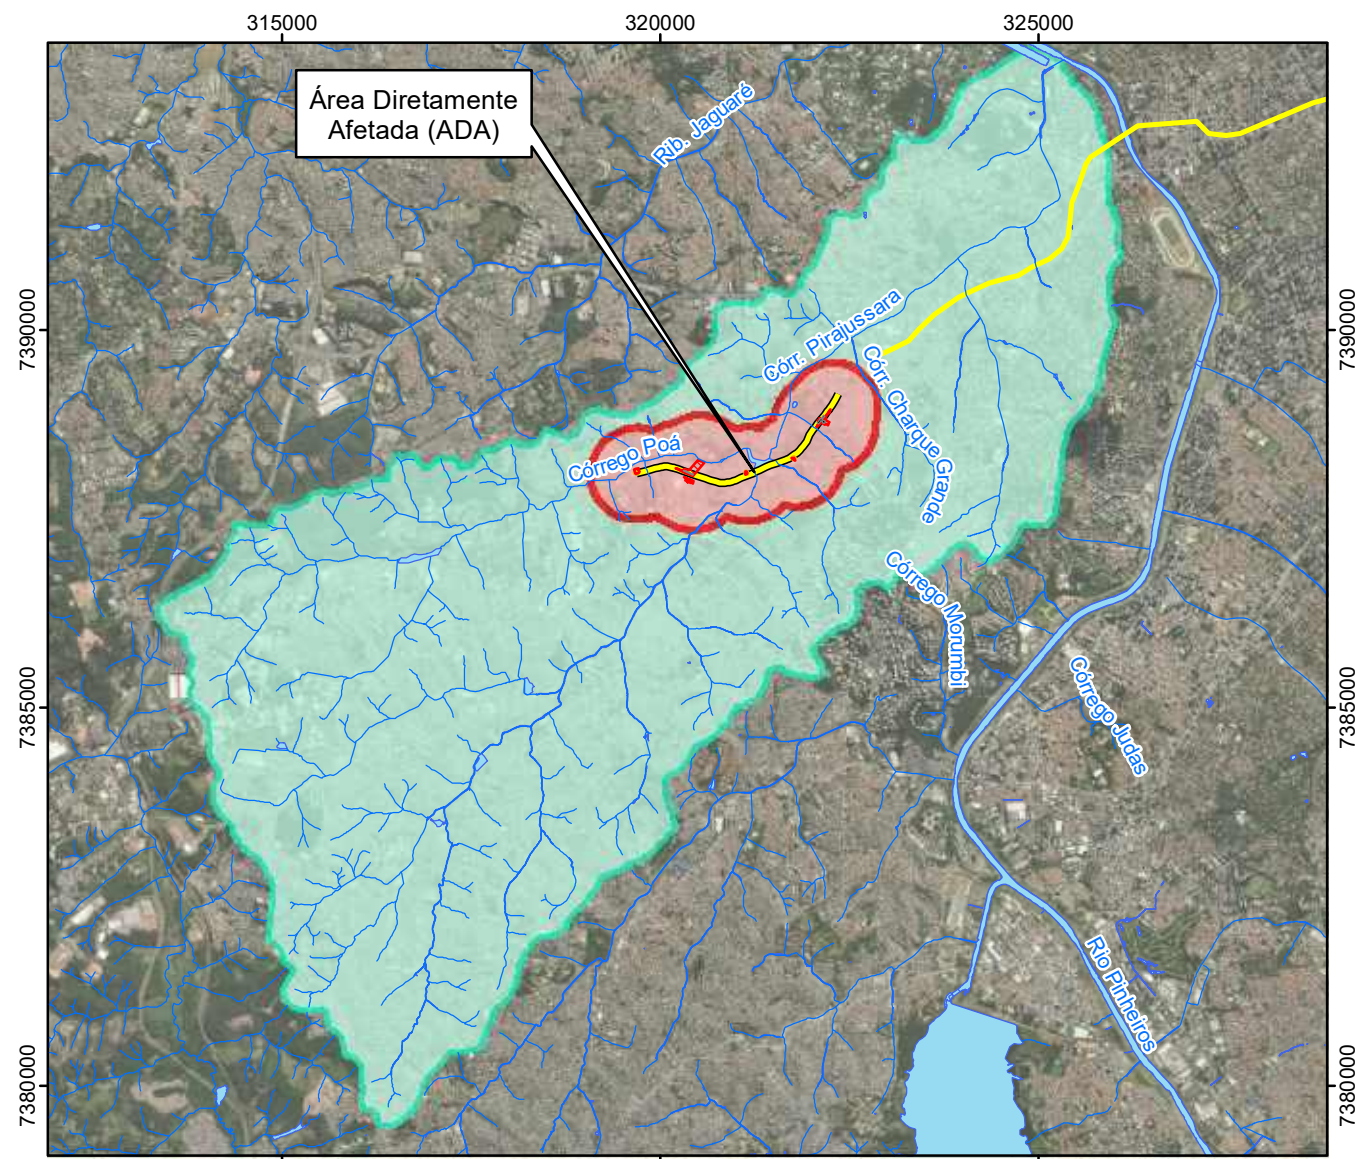 315000
320000
325000
Área Diretamente
Afetada (ADA)
Rib. Jaguaré
7390000
7390000
Córr. Pirajussara
Córr. Charque Grande
Córrego Poá
Córrego Morumbi
7385000
7385000
Córrego Judas
Rio Pinheiros
7380000
7380000